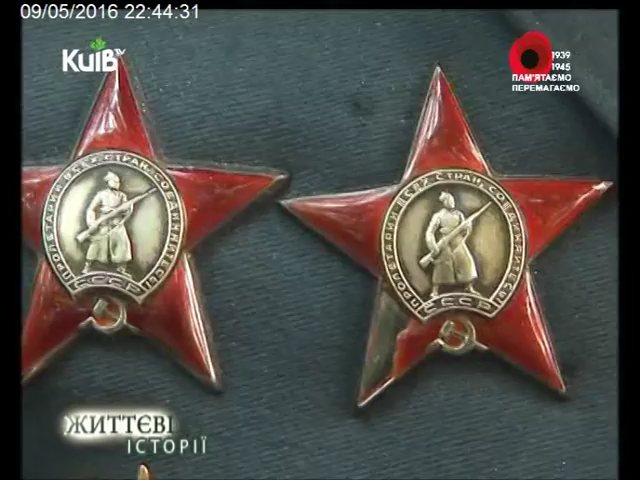 09/05/2016 22:44:31
КиїВ TV
1939
1945
ПАМ'ЯТАЄМО
ПЕРЕМАГАЄМО
ПРОЛЕТАРИИ ВСЕХ СТРАН, СОЕДИНЯЙТЕСЬ!
СССР
ПРОЛЕТАРИИ ВСЕХ СТРАН, СОЕДИНЯЙТЕСЬ!
СССР
ЖИТТЄВІ
ІСТОРІЇ